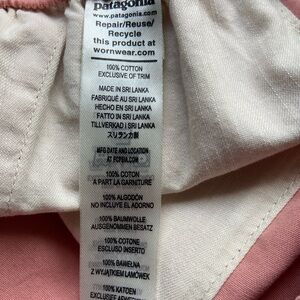 patagonia
www.patagonia.com
Repair/Reuse/
Recycle
this product at
wornwear.com
100% COTTON
EXCLUSIVE OF TRIM
MADE IN SRI LANKA
FABRIQUÉ AU SRI LANKA
HECHO EN SRI LANKA
FATTO IN SRI LANKA
TILLVERKAD I SRI LANKA
スリランカ製
MFG DATE AND LOCATION
AT FCPSIA.COM
100% COTON
À PART LA GARNITURE
100% ALGODÓN
NO INCLUYE EL ADORNO
100% BAUMWOLLE
AUSGENOMMEN BESATZ
100% COTONE
ESCLUSO INSERTO
100% BAWEŁNA
Z WYJĄTKIEM LAMÓWEK
100% KATOEN
EXCLUSIEF